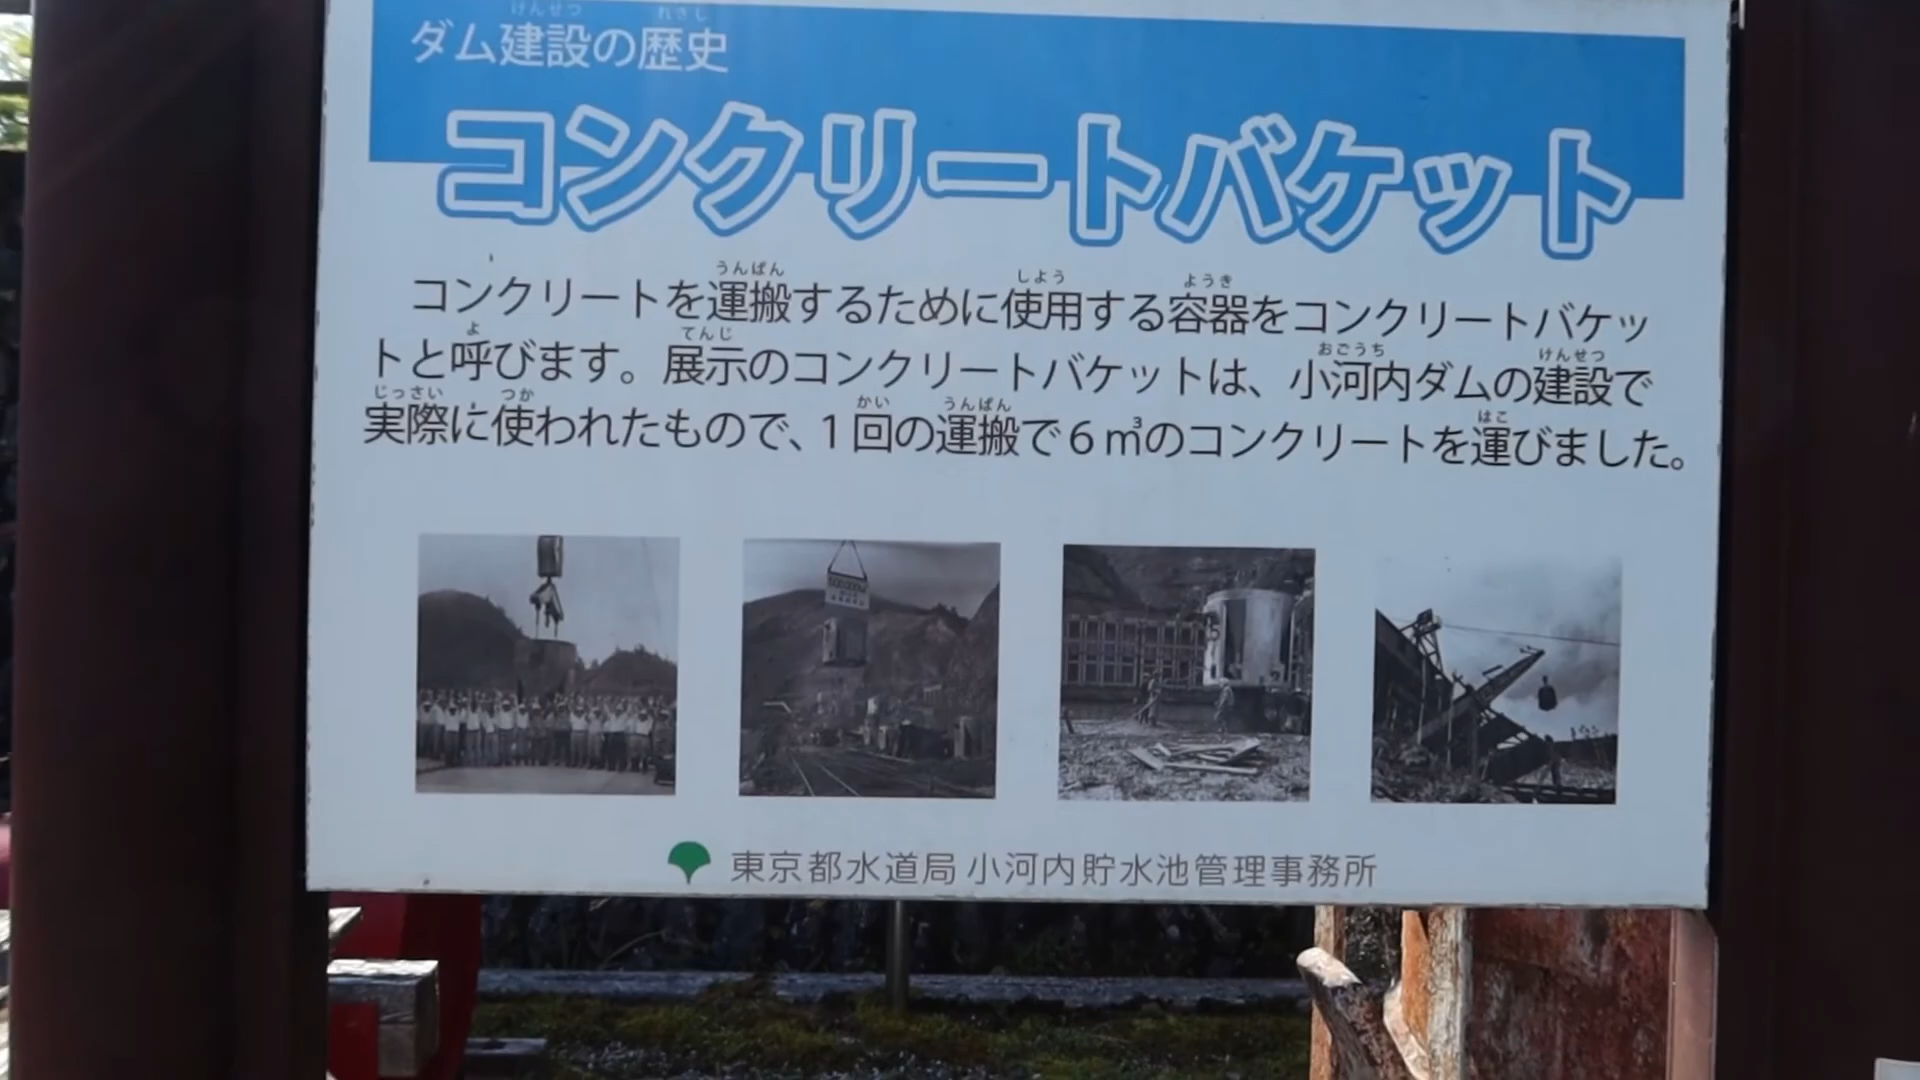 ダム建設の歴史
コンクリートバケット
コンクリートを運搬するために使用する容器をコンクリートバケッ
トと呼びます。展示のコンクリートバケットは、小河内ダムの建設で
実際に使われたもので、1回の運搬で6㎥のコンクリートを運びました。
東京都水道局 小河内貯水池管理事務所